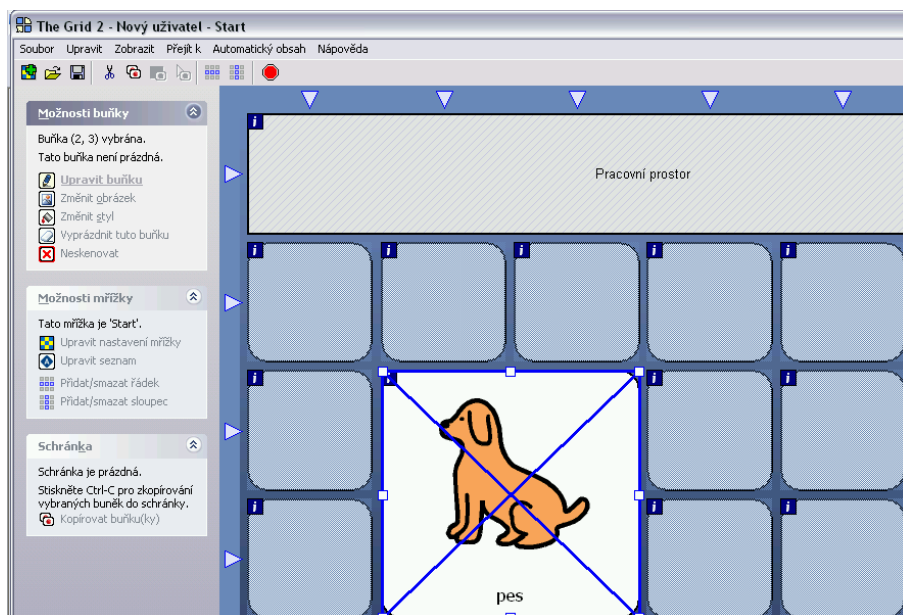 The Grid 2 - Nový uživatel - Start
Soubor Upravit Zobrazit Přejít k Automatický obsah Nápověda
Možnosti buňky
Buňka (2, 3) vybrána.
Tato buňka není prázdná.
Upravit buňku
Změnit obrázek
Změnit styl
Vyprázdnit tuto buňku
Neskenovat
Možnosti mřížky
Tato mřížka je 'Start'.
Upravit nastavení mřížky
Upravit seznam
Přidat/smazat řádek
Přidat/smazat sloupec
Schránka
Schránka je prázdná.
Stiskněte Ctrl-C pro zkopírování
vybraných buněk do schránky.
Kopírovat buňku(ky)
Pracovní prostor
pes